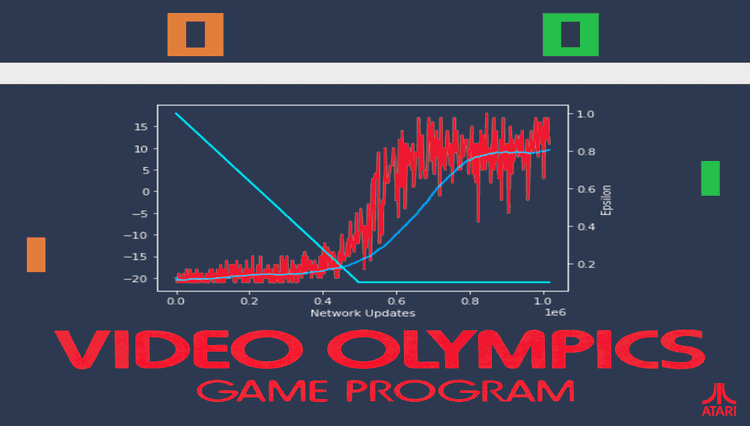 0 0
15
10
5
0
−5
−10
−15
−20
1.0
0.8
0.6
0.4
0.2
Epsilon
0.0 0.2 0.4 0.6 0.8 1.0
Network Updates
1e6
VIDEO OLYMPICS
GAME PROGRAM
ATARI